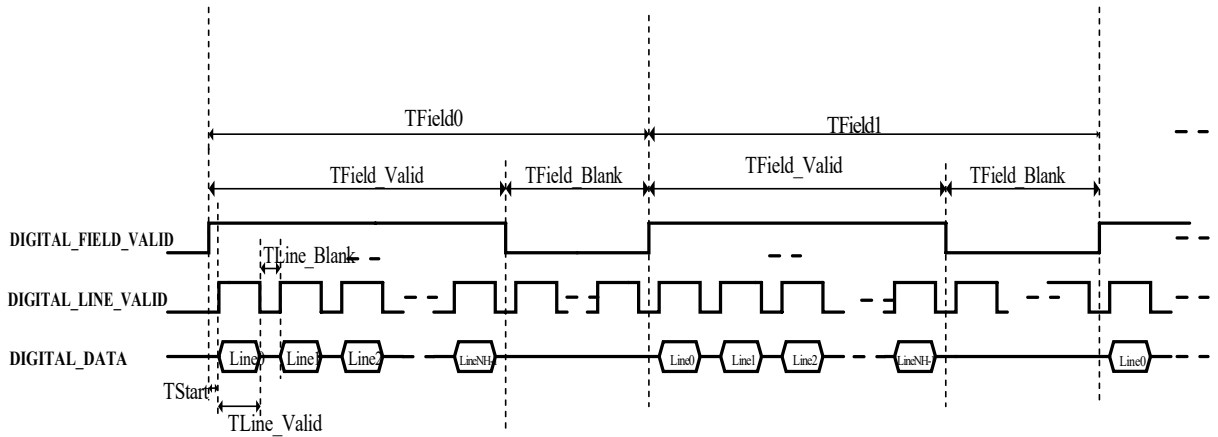 TField0
TField1
TField_Valid TField_Blank TField_Valid TField_Blank
DIGITAL_FIELD_VALID
TLine_Blank
DIGITAL_LINE_VALID
DIGITAL_DATA Line0 Line1 Line2 LineNH-1 Line0 Line1 Line2 LineNH- Line0
TStart
TLine_Valid